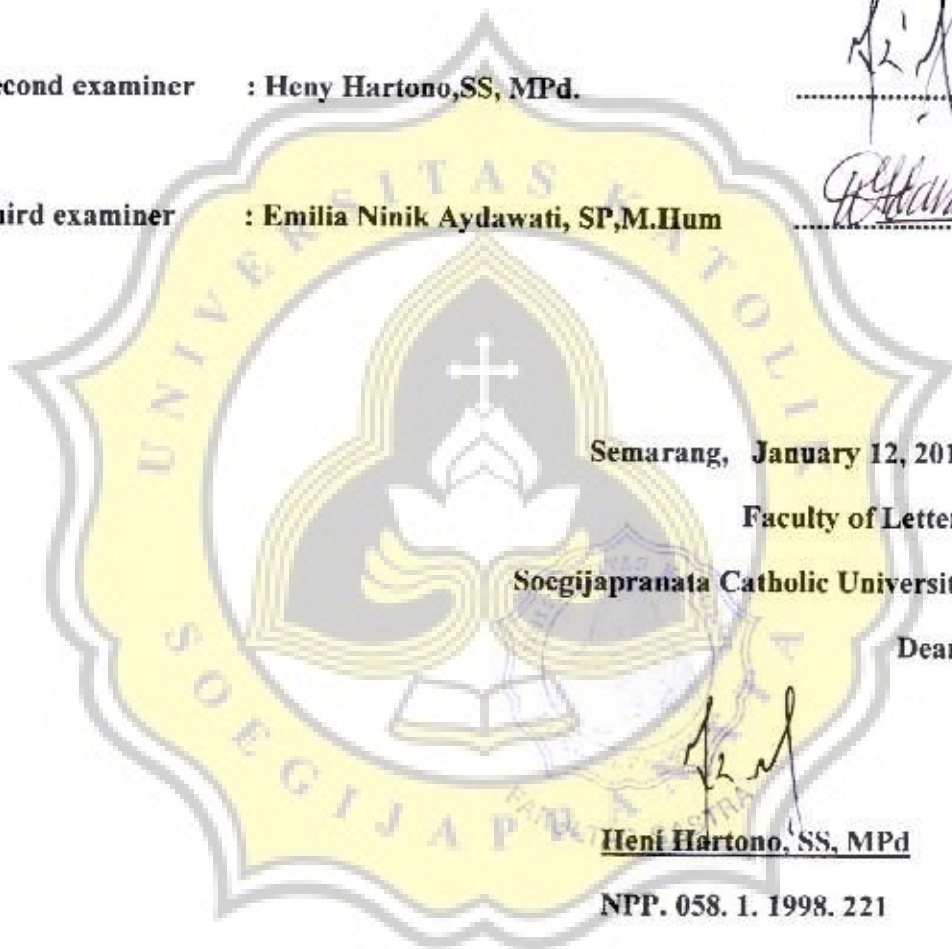 econd examiner : Heny Hartono,SS, MPd.
hird examiner : Emilia Ninik Aydawati, SP,M.Hum
UNIVERSITAS KATOLIK
Semarang, January 12, 201
Faculty of Letter
Soegijapranata Catholic Universit
Dean
SOEGIJAPRANATA
Heni Hartono, SS, MPd
NPP. 058. 1. 1998. 221